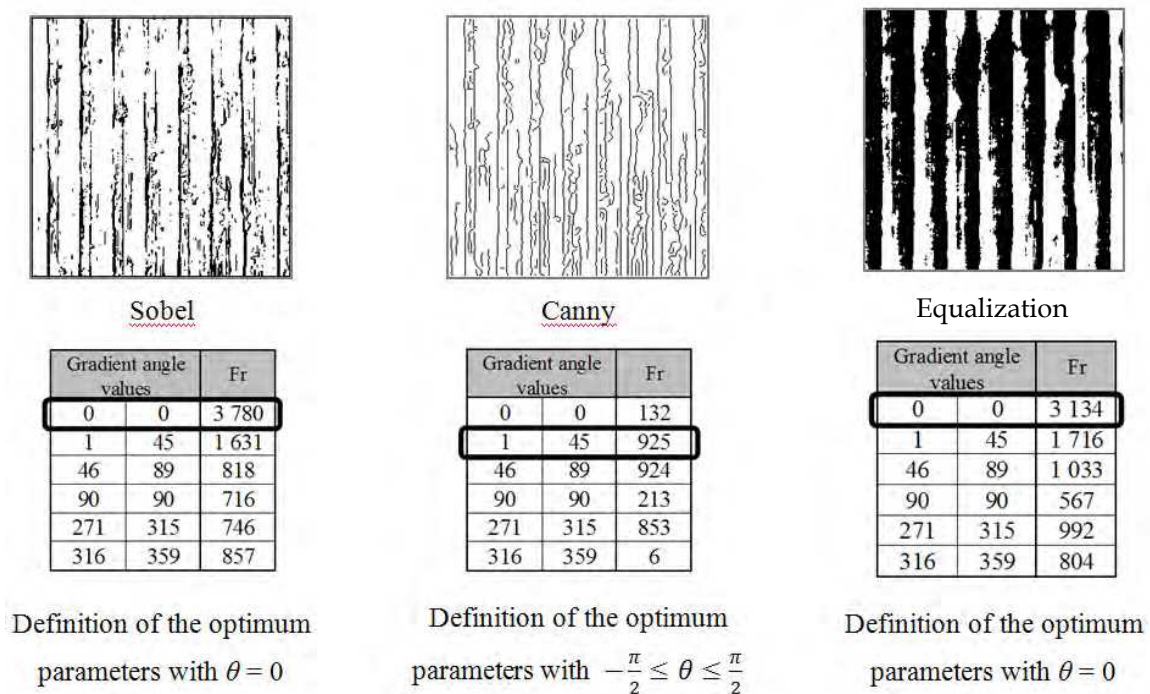 Sobel
Gradient angle values Fr
0 0 3 780
1 45 1 631
46 89 818
90 90 716
271 315 746
316 359 857
Definition of the optimum
parameters with θ = 0
Canny
Gradient angle values Fr
0 0 132
1 45 925
46 89 924
90 90 213
271 315 853
316 359 6
Definition of the optimum
parameters with −π/2 ≤ θ ≤ π/2
Equalization
Gradient angle values Fr
0 0 3 134
1 45 1 716
46 89 1 033
90 90 567
271 315 992
316 359 804
Definition of the optimum
parameters with θ = 0